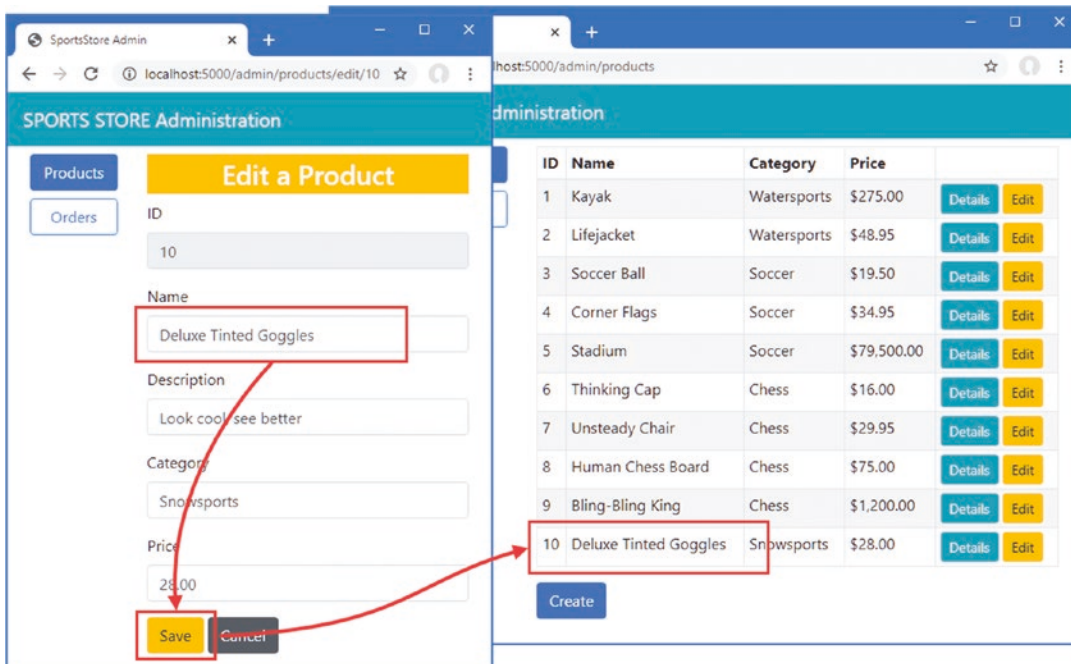 SportsStore Admin
localhost:5000/admin/products/edit/10
SPORTS STORE Administration
Products
Orders
Edit a Product
ID
10
Name
Deluxe Tinted Goggles
Description
Look cool, see better
Category
Snowsports
Price
28.00
Save
Cancel
lhost:5000/admin/products
dministration
ID Name Category Price
1 Kayak Watersports $275.00 Details Edit
2 Lifejacket Watersports $48.95 Details Edit
3 Soccer Ball Soccer $19.50 Details Edit
4 Corner Flags Soccer $34.95 Details Edit
5 Stadium Soccer $79,500.00 Details Edit
6 Thinking Cap Chess $16.00 Details Edit
7 Unsteady Chair Chess $29.95 Details Edit
8 Human Chess Board Chess $75.00 Details Edit
9 Bling-Bling King Chess $1,200.00 Details Edit
10 Deluxe Tinted Goggles Snowsports $28.00 Details Edit
Create